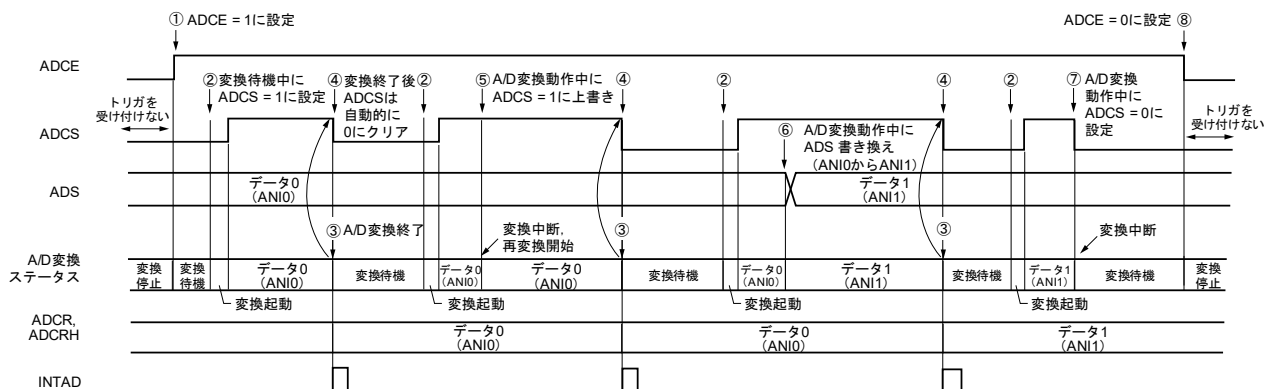 ① ADCE = 1に設定
ADCE = 0に設定 ⑧
ADCE
②変換待機中に
ADCS = 1に設定
④変換終了後
ADCSは
自動的に
0にクリア
②
⑤A/D変換動作中に
ADCS = 1に上書き
④
②
④
②
⑦A/D変換
動作中に
ADCS = 0に
設定
トリガを
受け付けない
トリガを
受け付けない
ADCS
⑥ A/D変換動作中に
ADS 書き換え
(ANI0からANI1)
ADS
データ0
(ANI0)
データ1
(ANI1)
③A/D変換終了
変換中断,
再変換開始
③
③
変換中断
A/D変換
ステータス
変換
停止
変換
待機
データ0
(ANI0)
変換待機
データ0
(ANI0)
データ0
(ANI0)
変換待機
データ0
(ANI0)
データ1
(ANI1)
変換待機
データ1
(ANI1)
変換待機
変換
停止
変換起動
変換起動
変換起動
変換起動
ADCR,
ADCRH
データ0
(ANI0)
データ0
(ANI0)
データ1
(ANI1)
INTAD